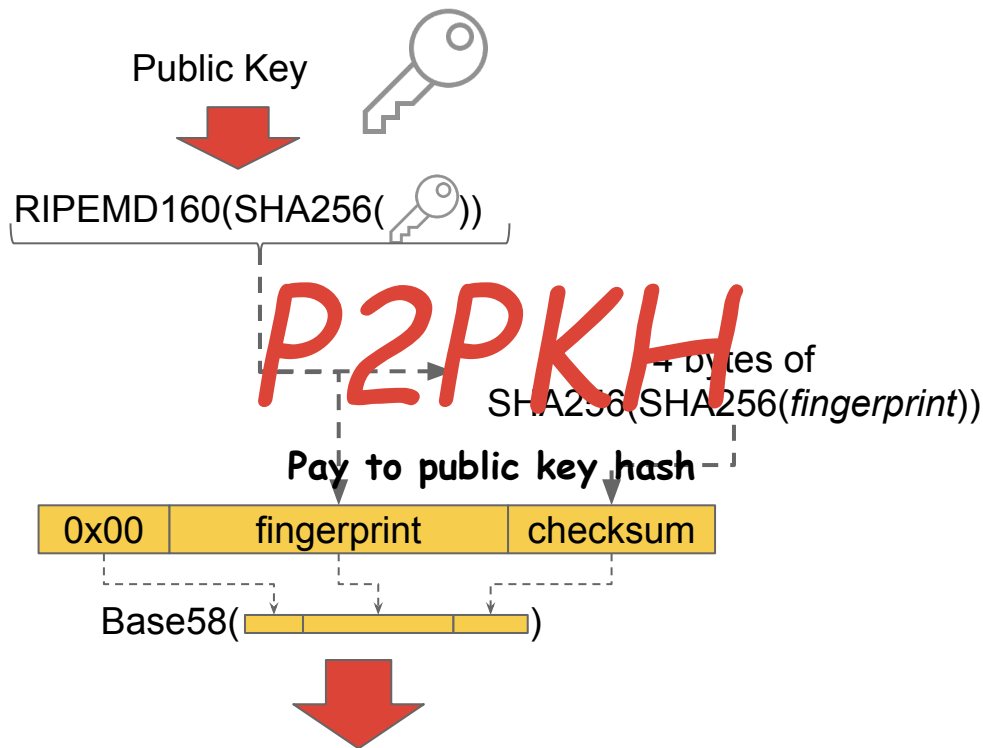 Public Key
RIPEMD160(SHA256( ))
P2PKH
4 bytes of
SHA256(SHA256(fingerprint))
Pay to public key hash
0x00 fingerprint checksum
Base58( )